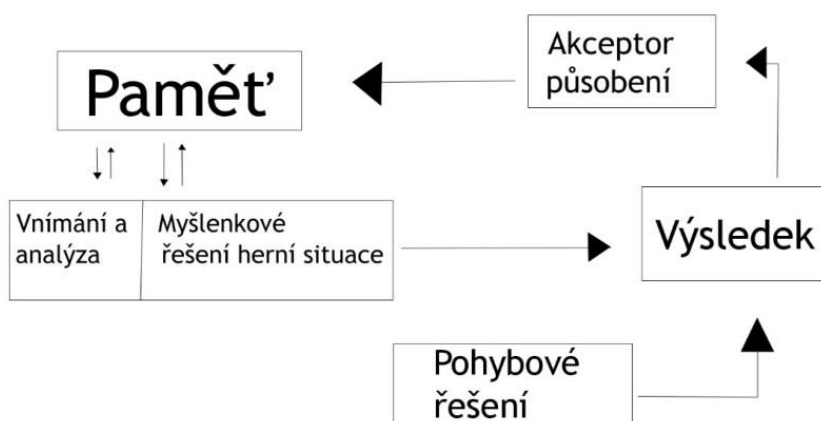 Akceptor
působení
Paměť
Vnímání a
analýza
Myšlenkové
řešení herní situace
Výsledek
Pohybové
řešení